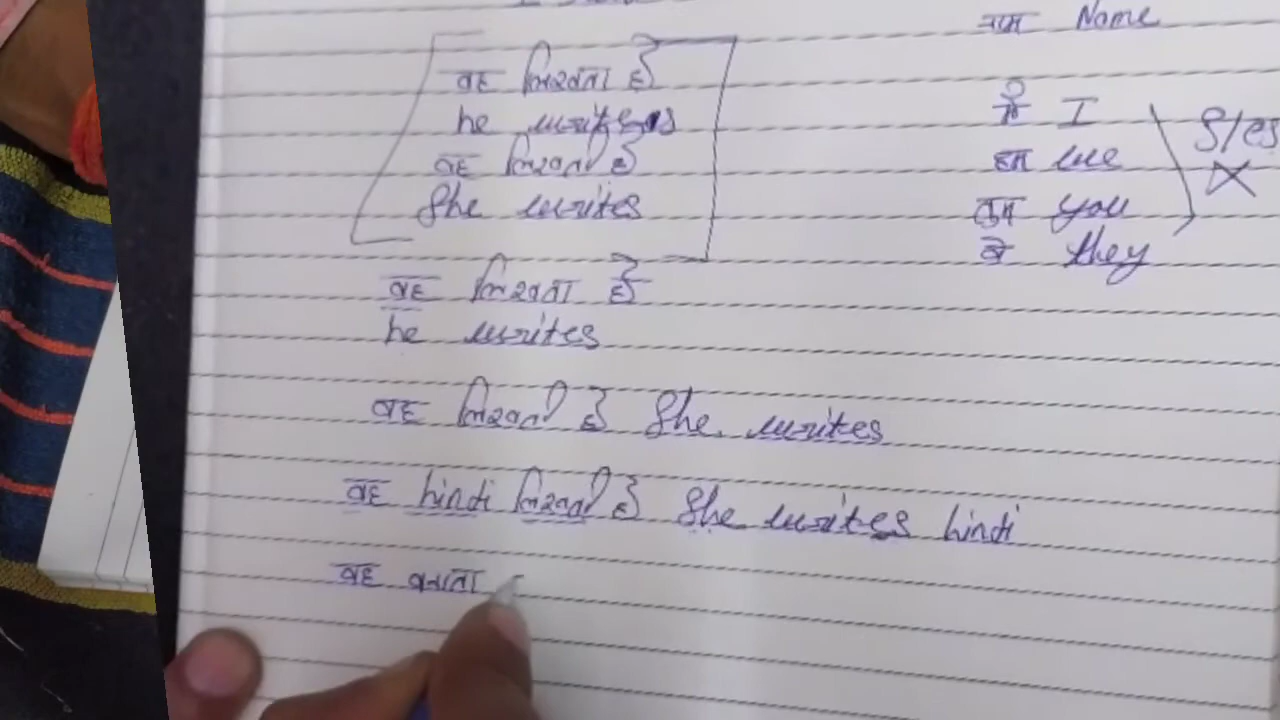 नाम Name
वह लिखता है
he writes
वह लिखती है
She writes
मैं I
हम we
तुम you
वे they
S/es
X
वह लिखता है
he writes
वह लिखती है She writes
वह hindi लिखती है She writes hindi
वह